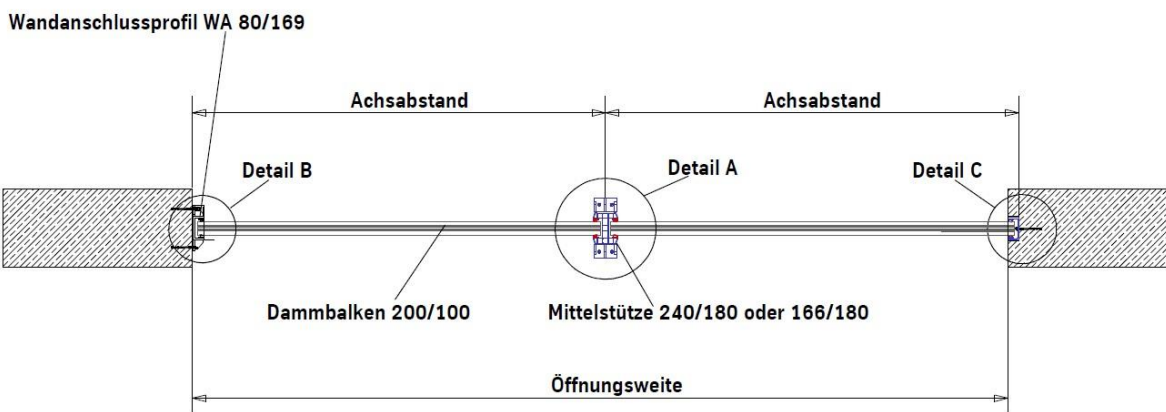 Wandanschlussprofil WA 80/169
Achsabstand
Achsabstand
Detail B
Detail A
Detail C
Dammbalken 200/100
Mittelstütze 240/180 oder 166/180
Öffnungsweite